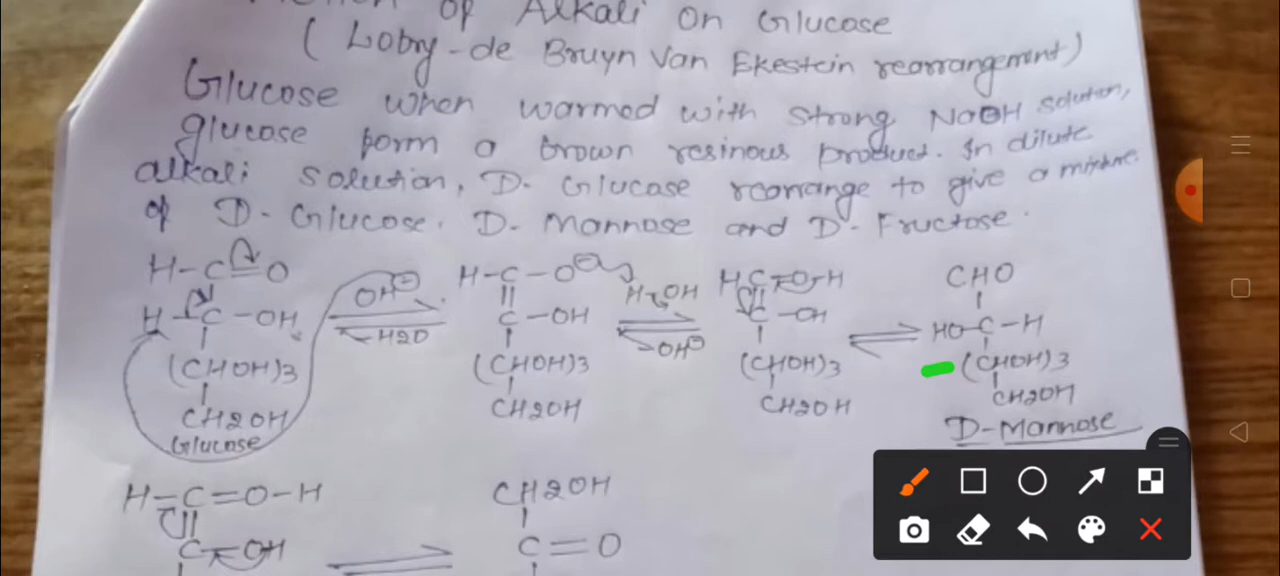 of Alkali On Glucose
( Lobry-de Bruyn Van Ekestein rearrangement)
Glucose when warmed with strong NaOH solution,
glucose form a brown resinous product. In dilute
alkali solution, D-Glucose rearrange to give a mixture
of D-Glucose. D-Mannose and D-Fructose.
H-C=O
H-C-OH
(CHOH)3
CH2OH
Glucose
OH⊖
-H2O
H-C-O⊖
C-OH
(CHOH)3
CH2OH
H-OH
-OH⊖
H-C-O-H
C-OH
(CHOH)3
CH2OH
CHO
HO-C-H
(CHOH)3
CH2OH
D-Mannose
H-C=O-H
C-OH
CH2OH
C=O